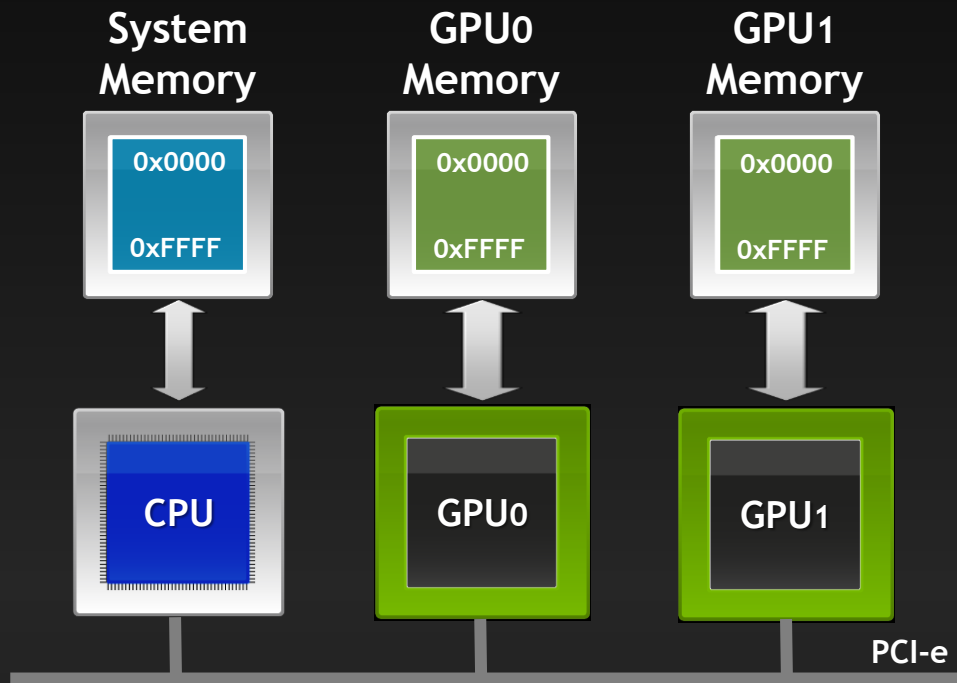 System
Memory
GPU0
Memory
GPU1
Memory
0x0000
0xFFFF
0x0000
0xFFFF
0x0000
0xFFFF
CPU
GPU0
GPU1
PCI-e